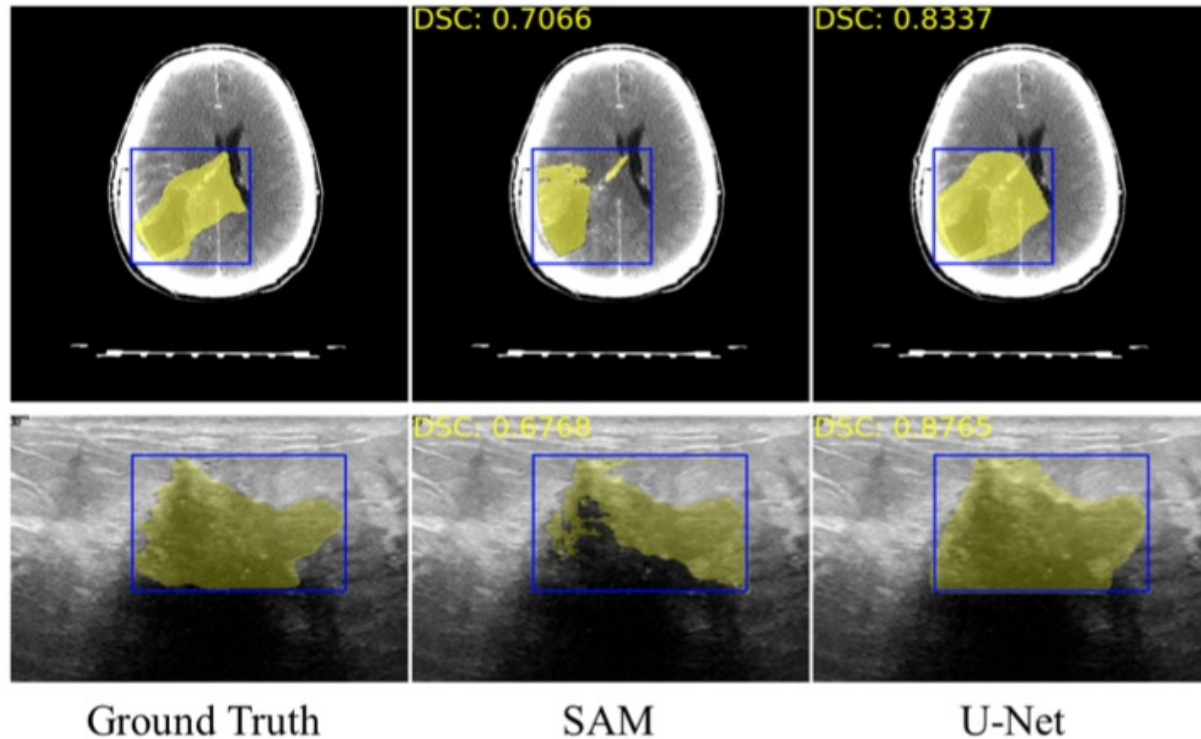 DSC: 0.7066
DSC: 0.8337
DSC: 0.6768
DSC: 0.8765
Ground Truth
SAM
U-Net